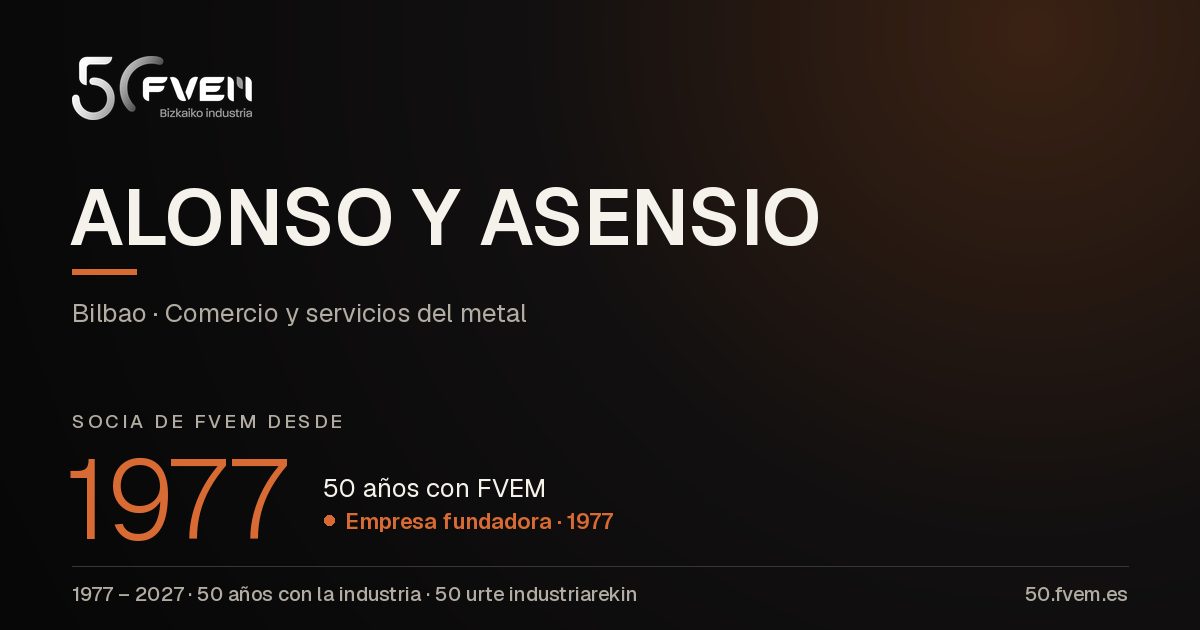 50 FVEM
Bizkaiko industria
ALONSO Y ASENSIO
Bilbao · Comercio y servicios del metal
SOCIA DE FVEM DESDE
1977
50 años con FVEM
Empresa fundadora · 1977
1977 – 2027 · 50 años con la industria · 50 urte industriarekin
50.fvem.es